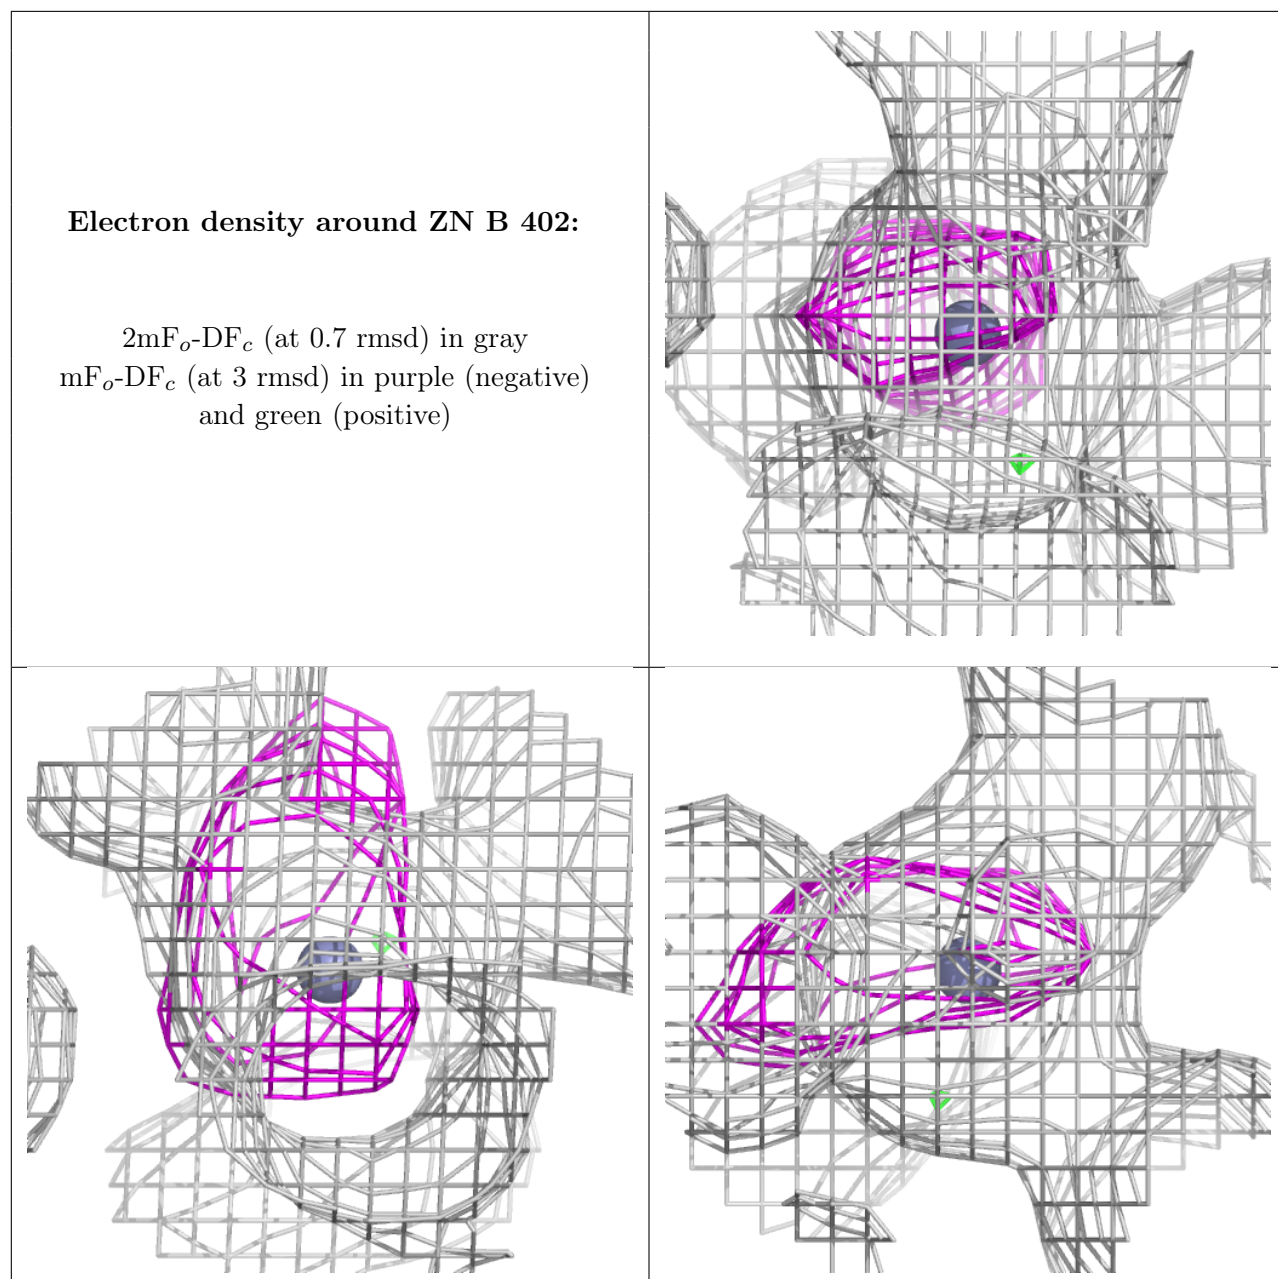 Electron density around ZN B 402:
2mFo-DFc (at 0.7 rmsd) in gray
mFo-DFc (at 3 rmsd) in purple (negative)
and green (positive)